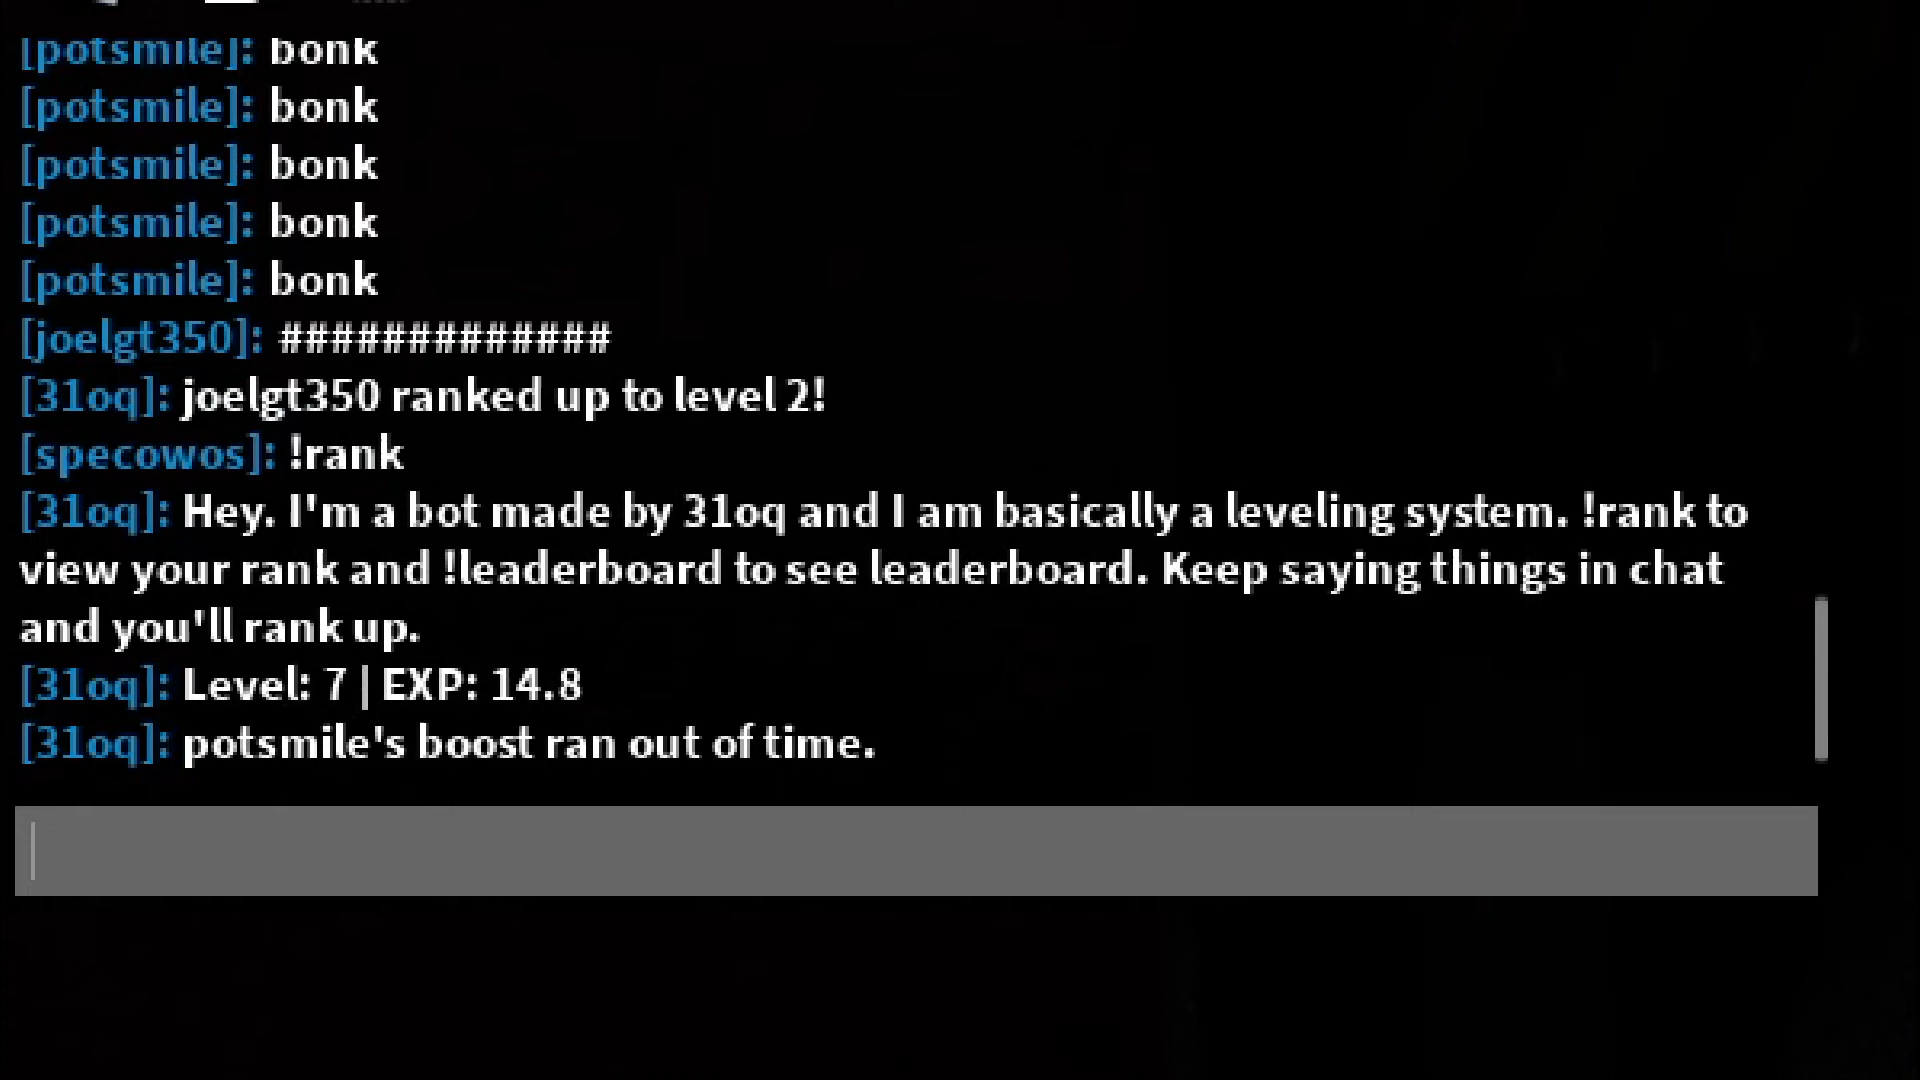 [potsmile]: bonk
[potsmile]: bonk
[potsmile]: bonk
[potsmile]: bonk
[potsmile]: bonk
[joelgt350]: #############
[31oq]: joelgt350 ranked up to level 2!
[specowos]: !rank
[31oq]: Hey. I'm a bot made by 31oq and I am basically a leveling system. !rank to
view your rank and !leaderboard to see leaderboard. Keep saying things in chat
and you'll rank up.
[31oq]: Level: 7 | EXP: 14.8
[31oq]: potsmile's boost ran out of time.